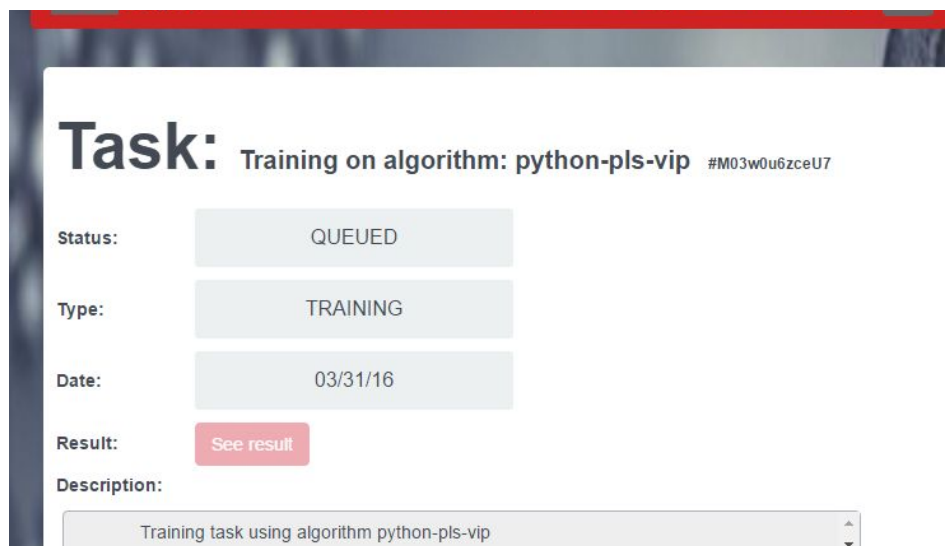 Task: Training on algorithm: python-pls-vip #M03w0u6zceU7
Status: QUEUED
Type: TRAINING
Date: 03/31/16
Result: See result
Description:
Training task using algorithm python-pls-vip